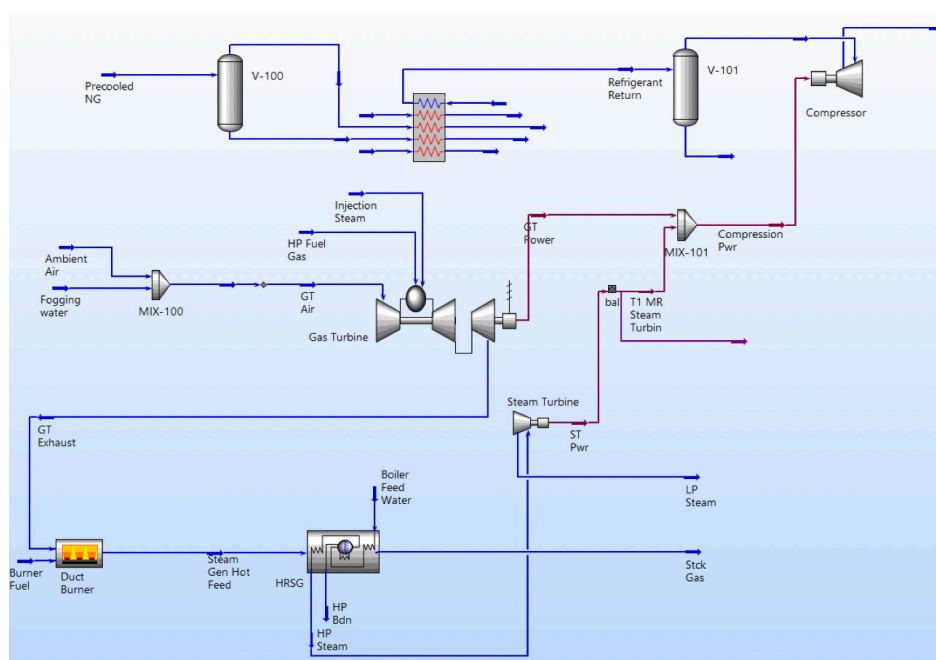 V-100
Precooled
NG
Refrigerant
Return
V-101
Compressor
Injection
Steam
HP Fuel
Gas
Ambient
Air
Fogging
water
MIX-100
GT
Air
Gas Turbine
GT
Power
MIX-101
Compression
Pwr
bal
T1 MR
Steam
Turbin
Steam Turbine
ST
Pwr
GT
Exhaust
LP
Steam
Boiler
Feed
Water
Burner
Fuel
Duct
Burner
Steam
Gen Hot
Feed
HRSG
HP
Bdn
HP
Steam
Stck
Gas